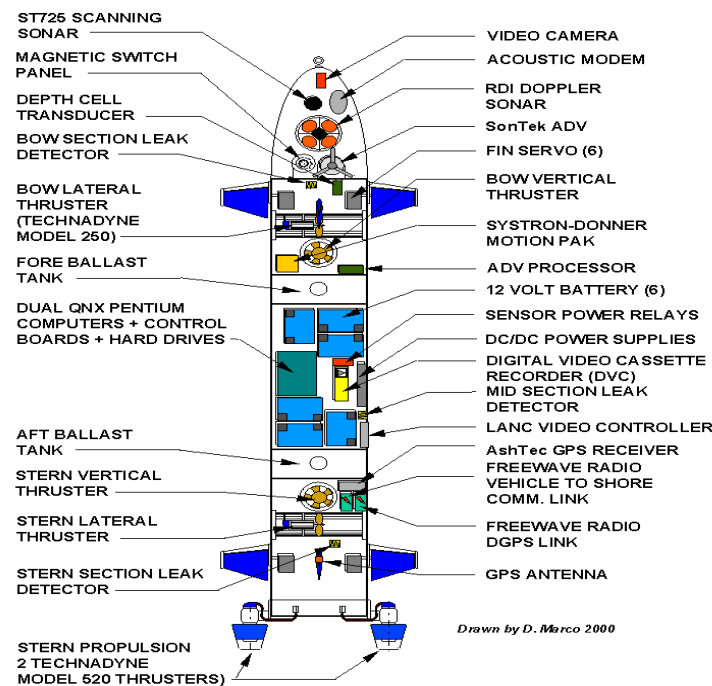 ST725 SCANNING
SONAR
MAGNETIC SWITCH
PANEL
DEPTH CELL
TRANSDUCER
BOW SECTION LEAK
DETECTOR
BOW LATERAL
THRUSTER
(TECHNADYNE
MODEL 250)
FORE BALLAST
TANK
DUAL QNX PENTIUM
COMPUTERS + CONTROL
BOARDS + HARD DRIVES
AFT BALLAST
TANK
STERN VERTICAL
THRUSTER
STERN LATERAL
THRUSTER
STERN SECTION LEAK
DETECTOR
STERN PROPULSION
2 TECHNADYNE
MODEL 520 THRUSTERS)
VIDEO CAMERA
ACOUSTIC MODEM
RDI DOPPLER
SONAR
SonTek ADV
FIN SERVO (6)
BOW VERTICAL
THRUSTER
SYSTRON-DONNER
MOTION PAK
ADV PROCESSOR
12 VOLT BATTERY (6)
SENSOR POWER RELAYS
DC/DC POWER SUPPLIES
DIGITAL VIDEO CASSETTE
RECORDER (DVC)
MID SECTION LEAK
DETECTOR
LANC VIDEO CONTROLLER
AshTec GPS RECEIVER
FREEWAVE RADIO
VEHICLE TO SHORE
COMM. LINK
FREEWAVE RADIO
DGPS LINK
GPS ANTENNA
Drawn by D. Marco 2000